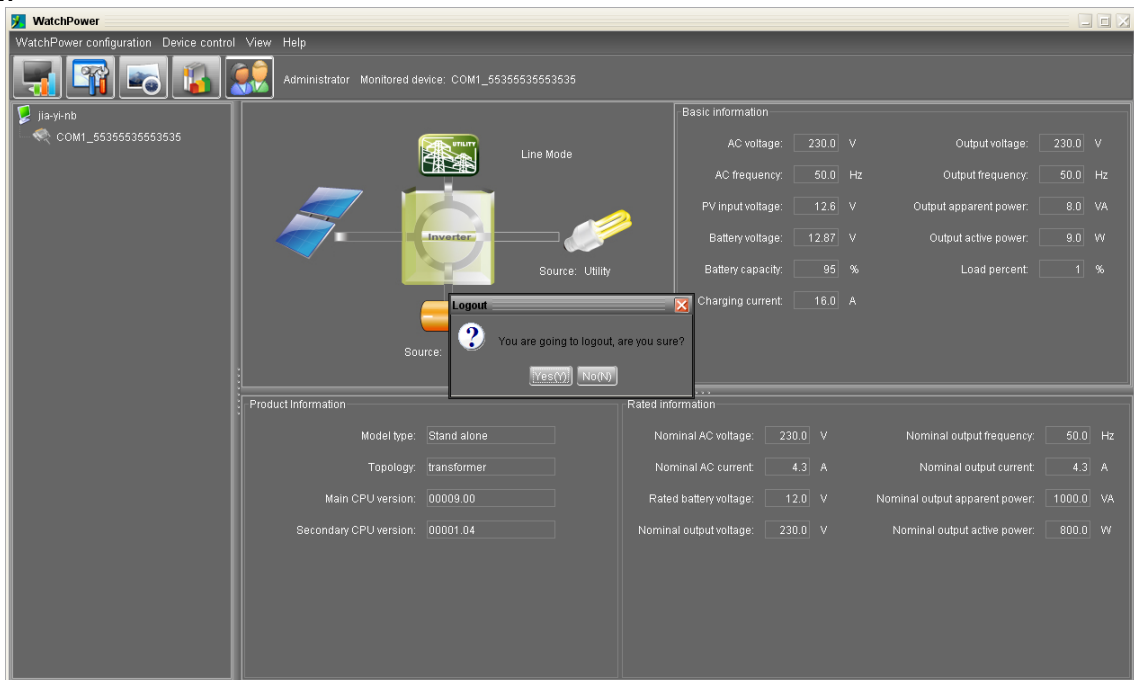 WatchPower
WatchPower configuration Device control View Help
Administrator Monitored device: COM1_55355535553535
jia-yi-nb
COM1_55355535553535
UTILITY
Line Mode
Inverter
Source: Utility
Source:
Basic information
AC voltage: 230.0 V Output voltage: 230.0 V
AC frequency: 50.0 Hz Output frequency: 50.0 Hz
PV input voltage: 12.6 V Output apparent power: 8.0 VA
Battery voltage: 12.87 V Output active power: 9.0 W
Battery capacity: 95 % Load percent: 1 %
Charging current: 16.0 A
Logout
You are going to logout, are you sure?
Yes(Y) No(N)
Product Information
Model type: Stand alone
Topology: transformer
Main CPU version: 00009.00
Secondary CPU version: 00001.04
Rated information
Nominal AC voltage: 230.0 V Nominal output frequency: 50.0 Hz
Nominal AC current: 4.3 A Nominal output current: 4.3 A
Rated battery voltage: 12.0 V Nominal output apparent power: 1000.0 VA
Nominal output voltage: 230.0 V Nominal output active power: 800.0 W